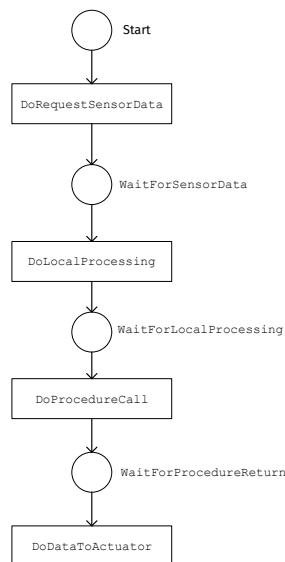 Start
DoRequestSensorData
WaitForSensorData
DoLocalProcessing
WaitForLocalProcessing
DoProcedureCall
WaitForProcedureReturn
DoDataToActuator